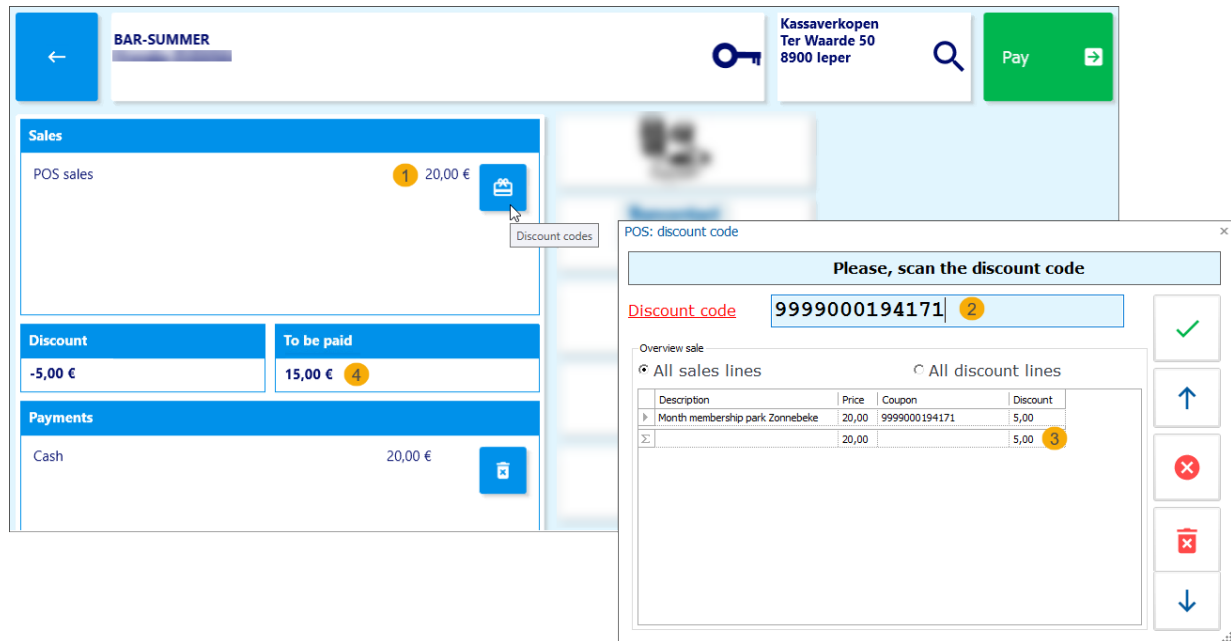 BAR-SUMMER
Kassaverkopen
Ter Waarde 50
8900 Ieper
Pay
Sales
POS sales 1 20,00 €
Discount codes
Discount To be paid
-5,00 € 15,00 € 4
Payments
Cash 20,00 €
POS: discount code
Please, scan the discount code
Discount code 9999000194171 2
Overview sale
All sales lines All discount lines
Description Price Coupon Discount
Month membership park Zonnebeke 20,00 9999000194171 5,00
Σ 20,00 5,00 3